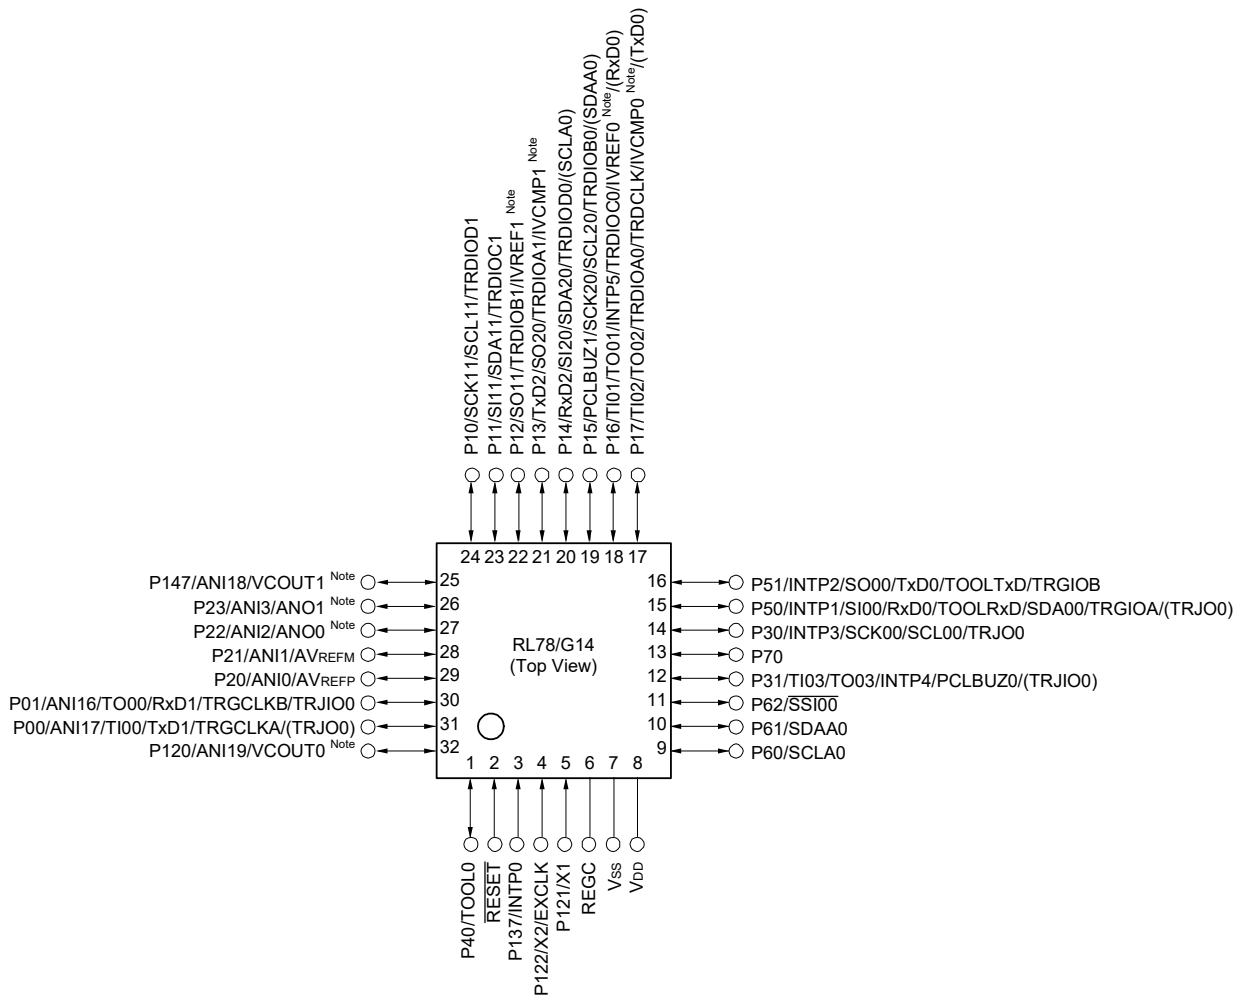 P10/SCK11/SCL11/TRDIOD1
P11/SI11/SDA11/TRDIOC1
P12/SO11/TRDIOB1/IVREF1 Note
P13/TxD2/SO20/TRDIOA1/IVCMP1 Note
P14/RxD2/SI20/SDA20/TRDIOD0/(SCLA0)
P15/PCLBUZ1/SCK20/SCL20/TRDIOB0/(SDAA0)
P16/TI01/TO01/INTP5/TRDIOC0/IVREF0 Note/(RxD0)
P17/TI02/TO02/TRDIOA0/TRDCLK/IVCMP0 Note/(TxD0)
24 23 22 21 20 19 18 17
P147/ANI18/VCOUT1 Note 25
P23/ANI3/ANO1 Note 26
P22/ANI2/ANO0 Note 27
P21/ANI1/AVREFM 28
P20/ANI0/AVREFP 29
P01/ANI16/TO00/RxD1/TRGCLKB/TRJIO0 30
P00/ANI17/TI00/TxD1/TRGCLKA/(TRJO0) 31
P120/ANI19/VCOUT0 Note 32
RL78/G14
(Top View)
16 P51/INTP2/SO00/TxD0/TOOLTxD/TRGIOB
15 P50/INTP1/SI00/RxD0/TOOLRxD/SDA00/TRGIOA/(TRJO0)
14 P30/INTP3/SCK00/SCL00/TRJO0
13 P70
12 P31/TI03/TO03/INTP4/PCLBUZ0/(TRJIO0)
11 P62/SSI00
10 P61/SDAA0
9 P60/SCLA0
1 2 3 4 5 6 7 8
P40/TOOL0
RESET
P137/INTP0
P122/X2/EXCLK
P121/X1
REGC
VSS
VDD